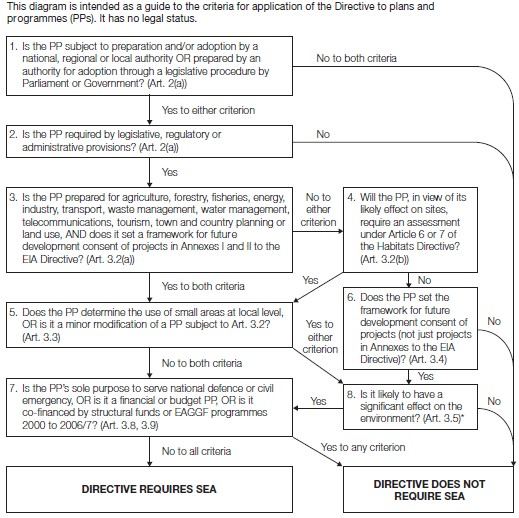 This diagram is intended as a guide to the criteria for application of the Directive to plans and
programmes (PPs). It has no legal status.
1. Is the PP subject to preparation and/or adoption by a
national, regional or local authority OR prepared by an
authority for adoption through a legislative procedure by
Parliament or Government? (Art. 2(a))
No to both criteria
Yes to either criterion
2. Is the PP required by legislative, regulatory or
administrative provisions? (Art. 2(a))
No
Yes
3. Is the PP prepared for agriculture, forestry, fisheries, energy,
industry, transport, waste management, water management,
telecommunications, tourism, town and country planning or
land use, AND does it set a framework for future
development consent of projects in Annexes I and II to the
EIA Directive? (Art. 3.2(a))
No to
either
criterion
4. Will the PP, in view of its
likely effect on sites,
require an assessment
under Article 6 or 7 of
the Habitats Directive?
(Art. 3.2(b))
Yes to both criteria
Yes
No
5. Does the PP determine the use of small areas at local level,
OR is it a minor modification of a PP subject to Art. 3.2?
(Art. 3.3)
Yes to
either
criterion
6. Does the PP set the
framework for future
development consent of
projects (not just projects
in Annexes to the EIA
Directive)? (Art. 3.4)
No
No to both criteria
Yes
7. Is the PP's sole purpose to serve national defence or civil
emergency, OR is it a financial or budget PP, OR is it
co-financed by structural funds or EAGGF programmes
2000 to 2006/7? (Art. 3.8, 3.9)
Yes
8. Is it likely to have a
significant effect on the
environment? (Art. 3.5)*
No
No to all criteria
Yes to any criterion
DIRECTIVE REQUIRES SEA
DIRECTIVE DOES NOT
REQUIRE SEA